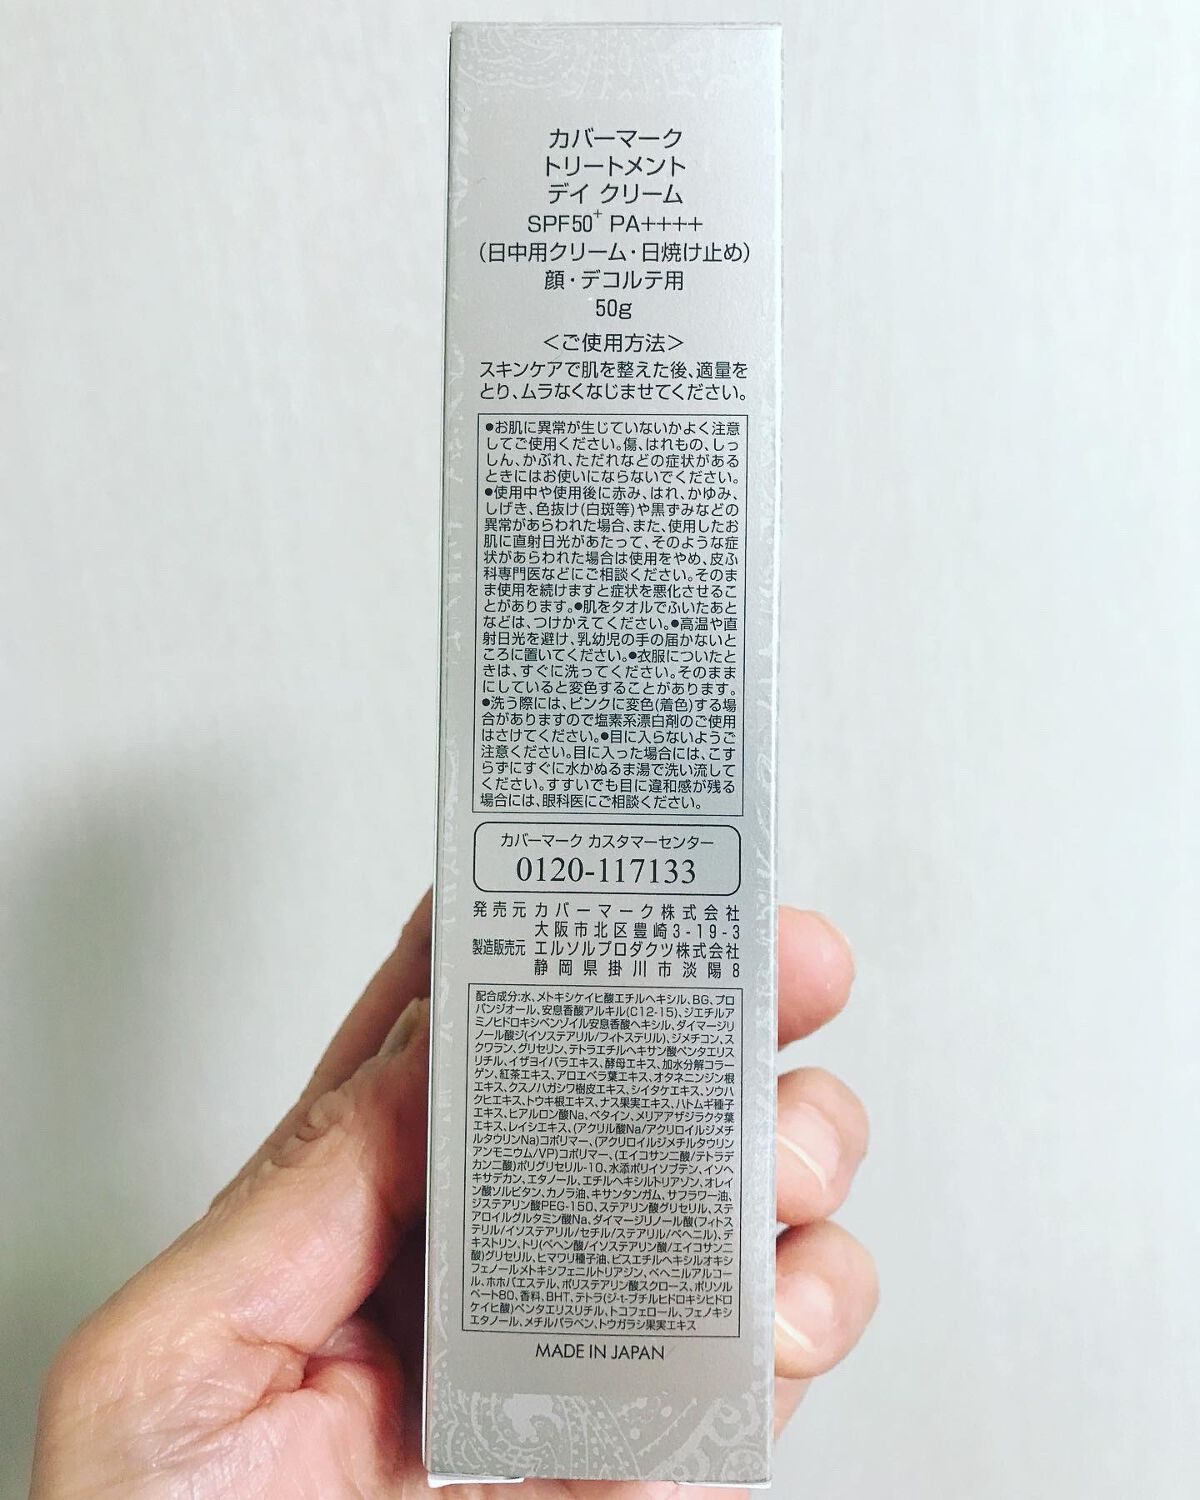 カバーマーク
トリートメント
デイ クリーム
SPF50⁺ PA++++
(日中用クリーム・日焼け止め)
顔・デコルテ用
50g
＜ご使用方法＞
スキンケアで肌を整えた後、適量を
とり、ムラなくなじませてください。
●お肌に異常が生じていないかよく注意
してご使用ください。傷、はれもの、しっ
しん、かぶれ、ただれなどの症状がある
ときにはお使いにならないでください。
●使用中や使用後に赤み、はれ、かゆみ、
しげき、色抜け(白斑等)や黒ずみなどの
異常があらわれた場合、また、使用したお
肌に直射日光があたって、そのような症
状があらわれた場合は使用をやめ、皮ふ
科専門医などにご相談ください。そのま
ま使用を続けますと症状を悪化させるこ
とがあります。●肌をタオルでふいたあと
などは、つけかえてください。●高温や直
射日光を避け、乳幼児の手の届かないと
ころに置いてください。●衣服についたと
きは、すぐに洗ってください。そのまま
にしていると変色することがあります。
●洗う際には、ピンクに変色(着色)する場
合がありますので塩素系漂白剤のご使用
はさけてください。●目に入らないようご
注意ください。目に入った場合には、こす
らずにすぐに水かぬるま湯で洗い流して
ください。すすいでも目に違和感が残る
場合には、眼科医にご相談ください。
カバーマーク カスタマーセンター
0120-117133
発売元 カバーマーク株式会社
大阪市北区豊崎3-19-3
製造販売元 エルソルプロダクツ株式会社
静岡県掛川市淡陽8
配合成分:水、メトキシケイヒ酸エチルヘキシル、BG、プロ
パンジオール、安息香酸アルキル(C12-15)、ジエチルア
ミノヒドロキシベンゾイル安息香酸ヘキシル、ダイマージリ
ノール酸ジ(イソステアリル/フィトステリル)、ジメチコン、ス
クワラン、グリセリン、テトラエチルヘキサン酸ペンタエリス
リチル、イザヨイバラエキス、酵母エキス、加水分解コラー
ゲン、紅茶エキス、アロエベラ葉エキス、オタネニンジン根
エキス、クスノハガシワ樹皮エキス、シイタケエキス、ソウハ
クヒエキス、トウキ根エキス、ナス果実エキス、ハトムギ種子
エキス、ヒアルロン酸Na、ベタイン、メリアアザジラクタ葉
エキス、レイシエキス、(アクリル酸Na/アクリロイルジメチ
ルタウリンNa)コポリマー、(アクリロイルジメチルタウリン
アンモニウム/VP)コポリマー、(エイコサン二酸/テトラデ
カン二酸)ポリグリセリル-10、水添ポリイソブテン、イソヘ
キサデカン、エタノール、エチルヘキシルトリアゾン、オレイ
ン酸ソルビタン、カノラ油、キサンタンガム、サフラワー油、
ジステアリン酸PEG-150、ステアリン酸グリセリル、ステ
アロイルグルタミン酸Na、ダイマージリノール酸(フィトス
テリル/イソステアリル/セチル/ステアリル/ベヘニル)、デ
キストリン、トリ(ベヘン酸/イソステアリン酸/エイコサン二
酸)グリセリル、ヒマワリ種子油、ビスエチルヘキシルオキシ
フェノールメトキシフェニルトリアジン、ベヘニルアルコー
ル、ホホバエステル、ポリステアリン酸スクロース、ポリソル
ベート80、香料、BHT、テトラ(ジ-t-ブチルヒドロキシヒドロ
ケイヒ酸)ペンタエリスリチル、トコフェロール、フェノキシ
エタノール、メチルパラベン、トウガラシ果実エキス
MADE IN JAPAN